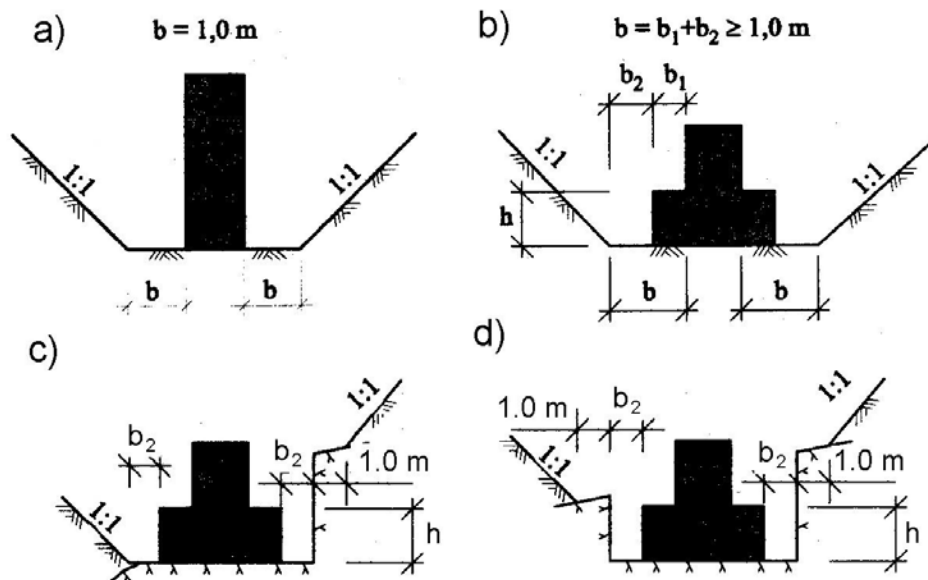 a)
b = 1,0 m
1:1
1:1
b
b
b)
b = b₁+b₂ ≥ 1,0 m
b₂
b₁
1:1
1:1
h
b
b
c)
1:1
b₂
b₂
1.0 m
1:1
h
d)
1:1
1.0 m
b₂
b₂
1.0 m
1:1
h